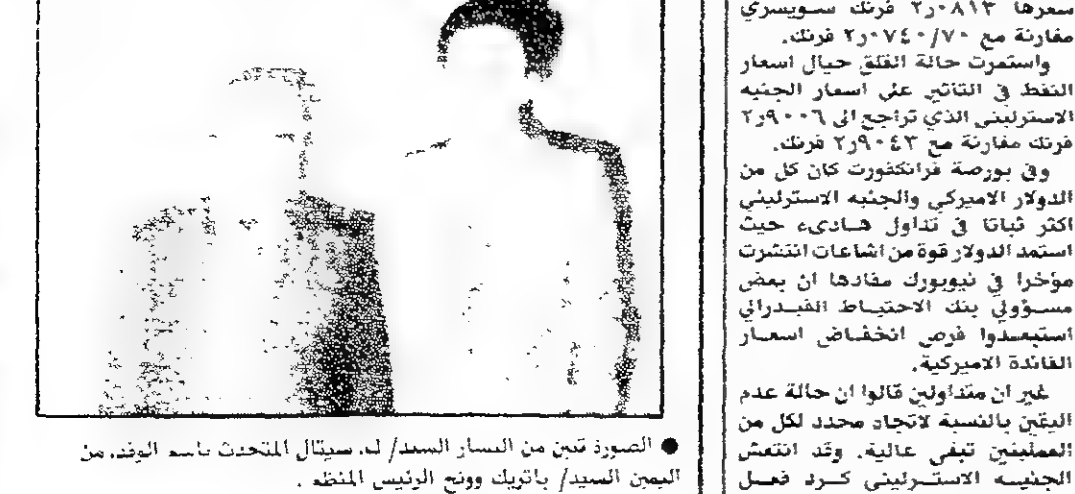 سعرها ٢٫٠٨١٣ فرنك سويسري
مقارنة مع ٢٫٠٧٤٠/٧٠ فرنك.
واستمرت حالة القلق حيال اسعار
النفط في التاثير على اسعار الجنيه
الاسترليني الذي تراجع الى ٢٫٩٠٠٦
فرنك مقارنة مع ٢٫٩٠٤٣ فرنك.
وفي بورصة فرانكفورت كان كل من
الدولار الاميركي والجنيه الاسترليني
اكثر ثباتا في تداول هادىء حيث
استمد الدولار قوة من اشاعات انتشرت
مؤخرا في نيويورك مفادها ان بعض
مسؤولي بنك الاحتياط الفيدرالي
استبعدوا فرص انخفاض اسعار
الفائدة الاميركية.
غير ان متداولين قالوا ان حالة عدم
اليقين بالنسبة لاتجاه محدد لكل من
العملتين تبقى عالية. وقد انتعش
الجنيه الاسترليني كرد فعل
● الصورة تبين من اليسار السيد/ له. سيتال المتحدث باسم الوفد. من
اليمين السيد/ باتريك وونج الرئيس المنظم .